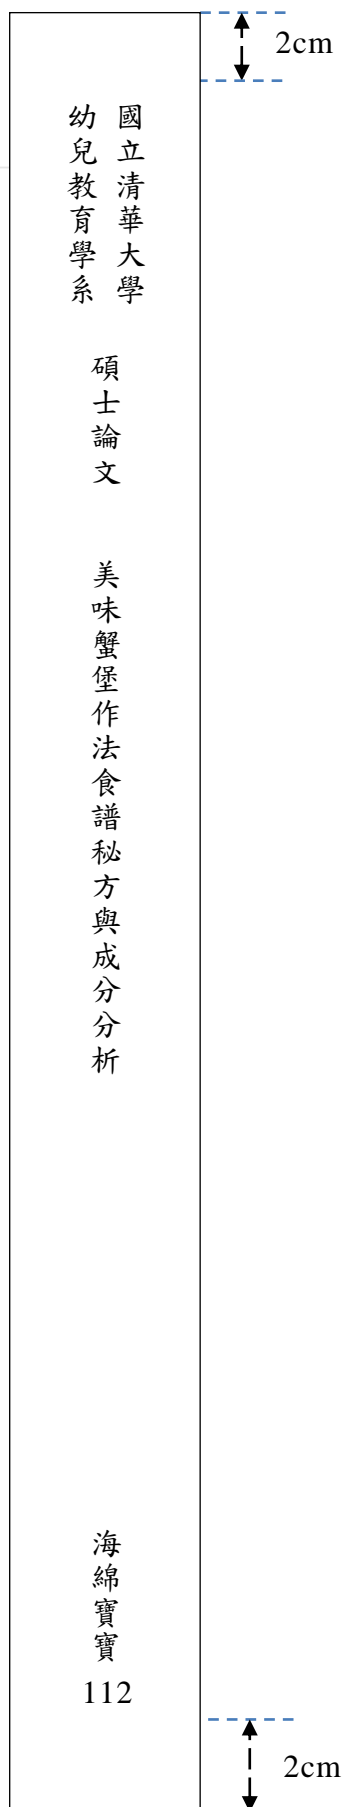 2cm
國立清華大學
幼兒教育學系
碩士論文
美味蟹堡作法食譜秘方與成分分析
海綿寶寶
112
2cm